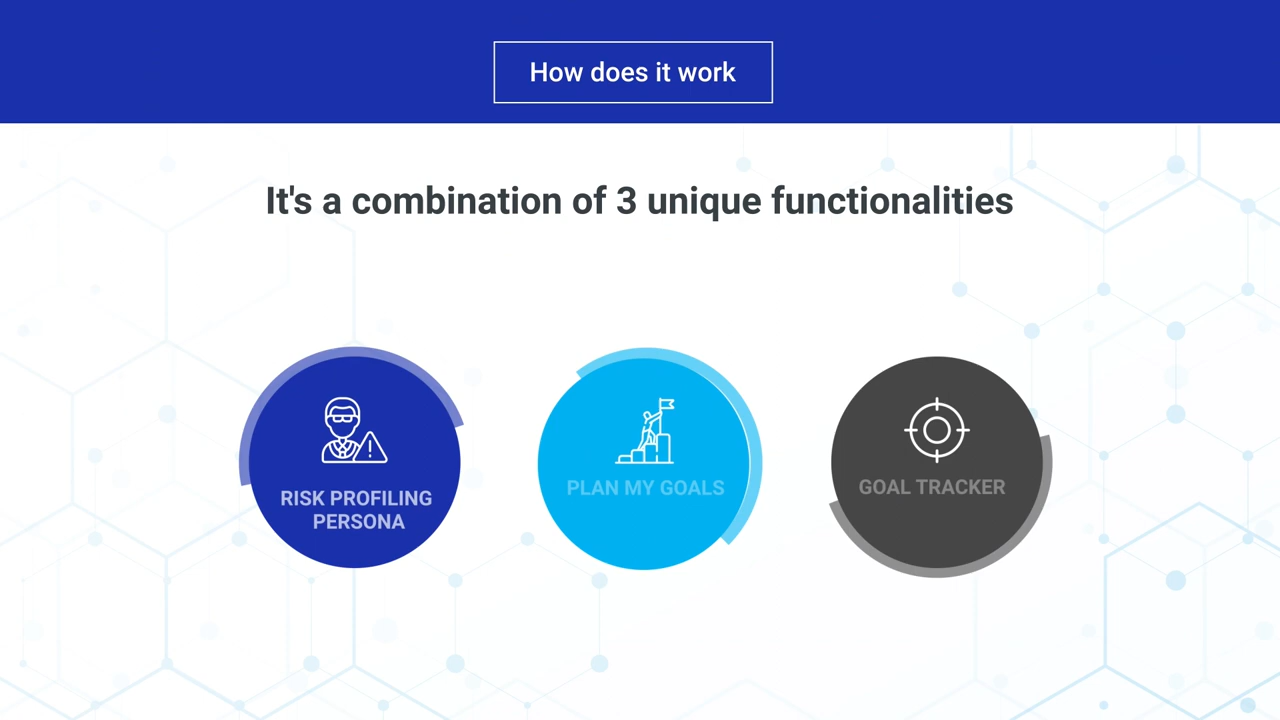 How does it work
It's a combination of 3 unique functionalities
RISK PROFILING
PERSONA
PLAN MY GOALS
GOAL TRACKER